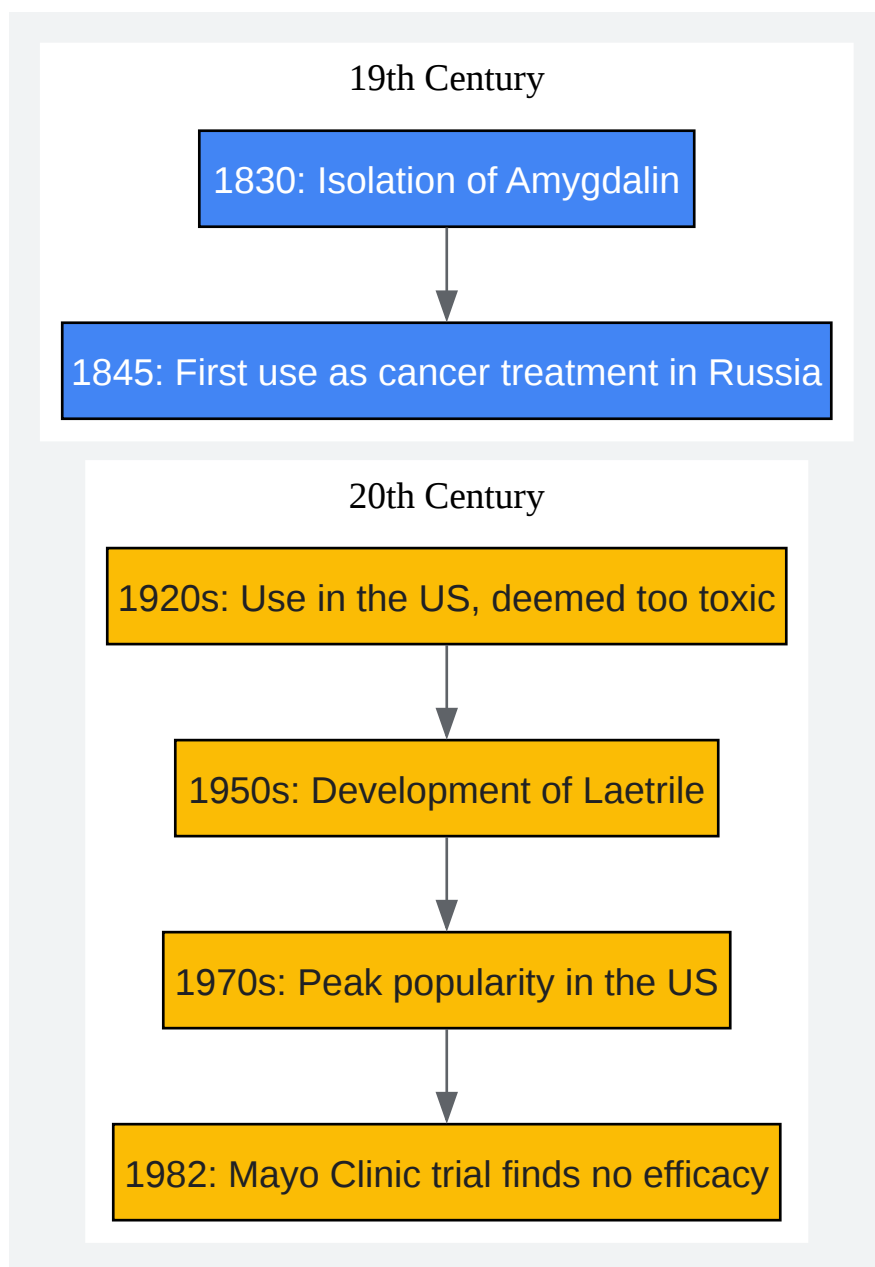 19th Century
1830: Isolation of Amygdalin
1845: First use as cancer treatment in Russia
20th Century
1920s: Use in the US, deemed too toxic
1950s: Development of Laetrile
1970s: Peak popularity in the US
1982: Mayo Clinic trial finds no efficacy